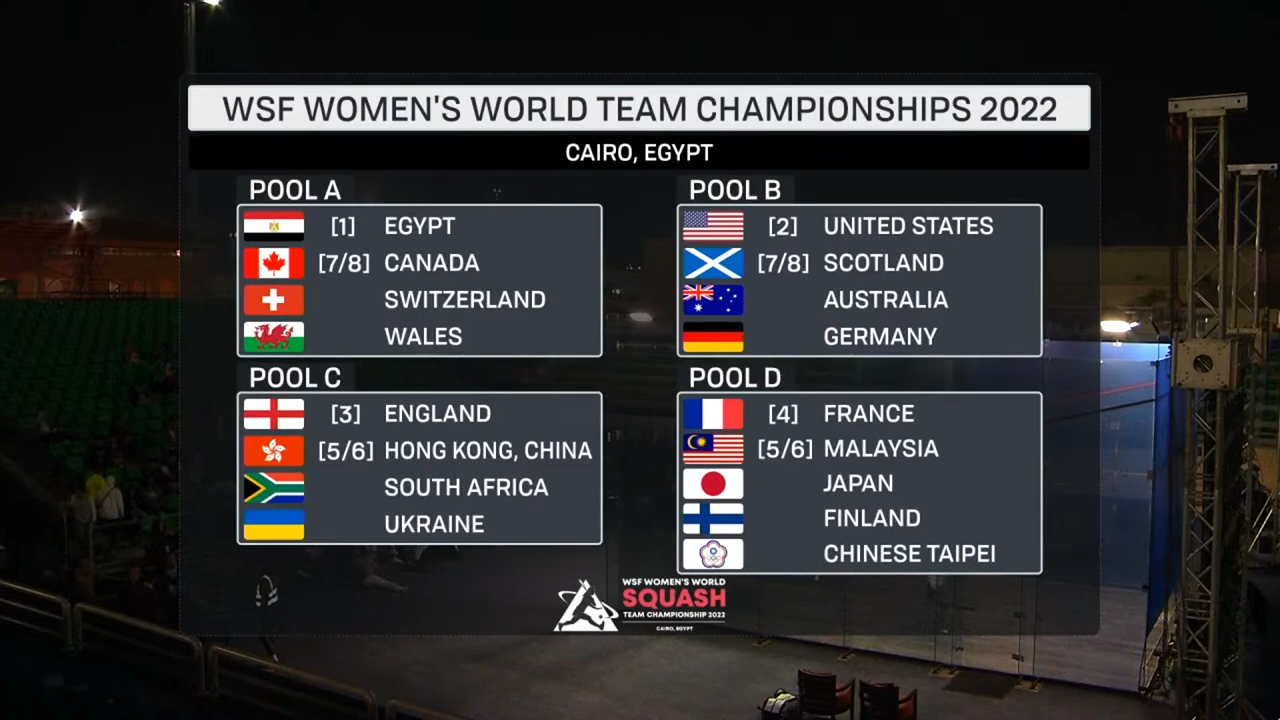 WSF WOMEN'S WORLD TEAM CHAMPIONSHIPS 2022
CAIRO, EGYPT
POOL A
[1] EGYPT
[7/8] CANADA
SWITZERLAND
WALES
POOL B
[2] UNITED STATES
[7/8] SCOTLAND
AUSTRALIA
GERMANY
POOL C
[3] ENGLAND
[5/6] HONG KONG, CHINA
SOUTH AFRICA
UKRAINE
POOL D
[4] FRANCE
[5/6] MALAYSIA
JAPAN
FINLAND
CHINESE TAIPEI
WSF WOMEN'S WORLD
SQUASH
TEAM CHAMPIONSHIP 2022
CAIRO, EGYPT